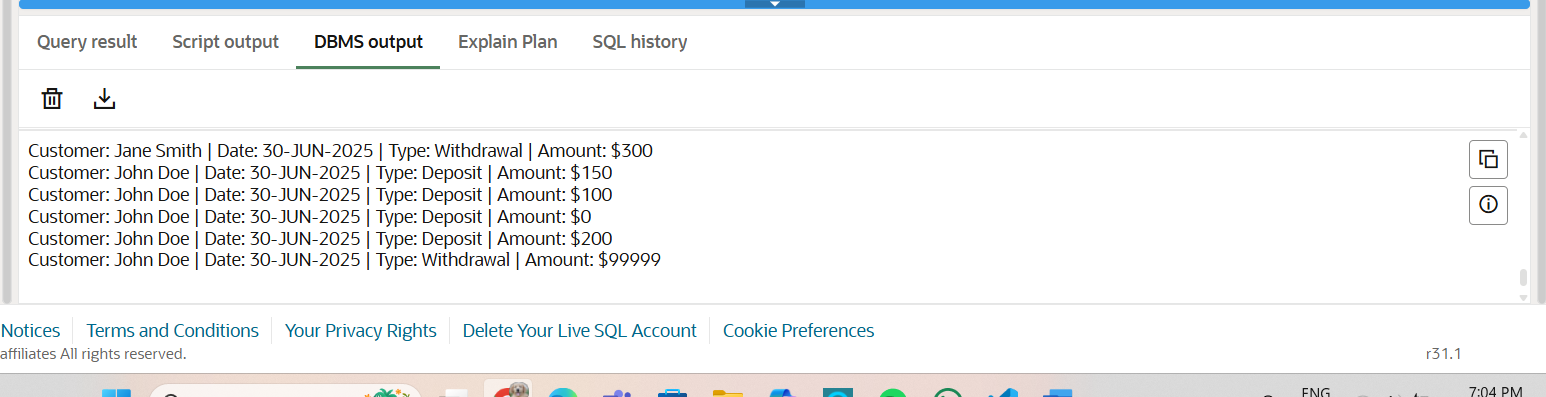 Query result Script output DBMS output Explain Plan SQL history
Customer: Jane Smith | Date: 30-JUN-2025 | Type: Withdrawal | Amount: $300
Customer: John Doe | Date: 30-JUN-2025 | Type: Deposit | Amount: $150
Customer: John Doe | Date: 30-JUN-2025 | Type: Deposit | Amount: $100
Customer: John Doe | Date: 30-JUN-2025 | Type: Deposit | Amount: $0
Customer: John Doe | Date: 30-JUN-2025 | Type: Deposit | Amount: $200
Customer: John Doe | Date: 30-JUN-2025 | Type: Withdrawal | Amount: $99999
Notices Terms and Conditions Your Privacy Rights Delete Your Live SQL Account Cookie Preferences
affiliates All rights reserved. r31.1
ENG 7:04 PM